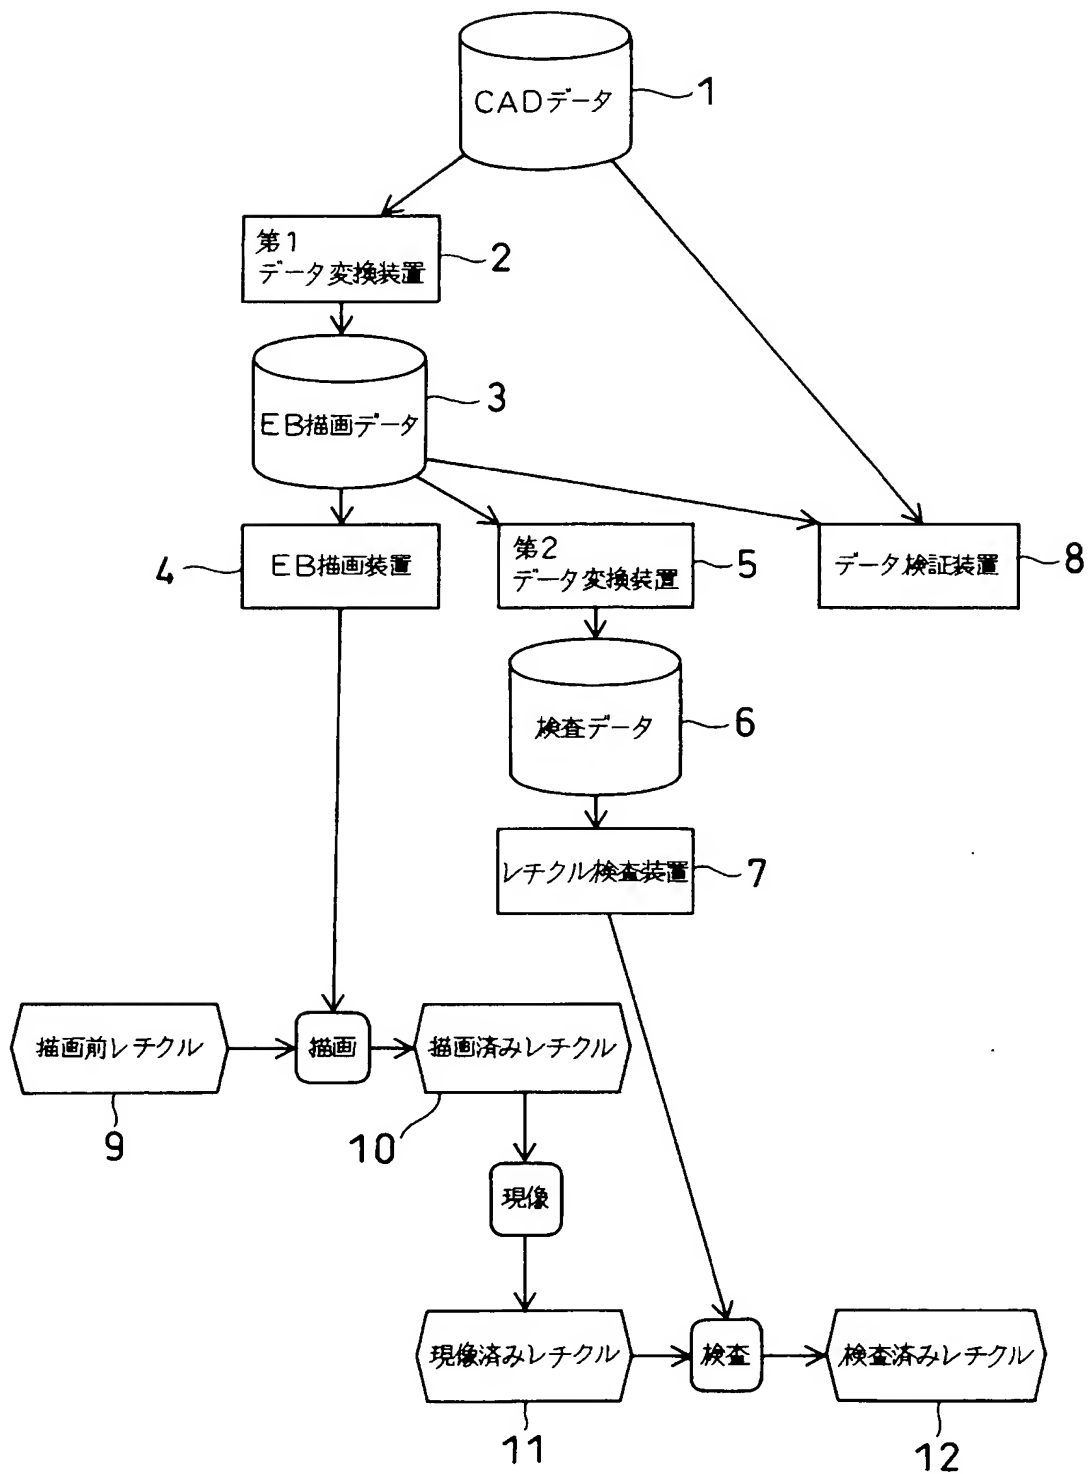 CADデータ
1
第1
データ変換装置
2
EB描画データ
3
4
EB描画装置
第2
データ変換装置
5
データ検証装置
8
検査データ
6
レチクル検査装置
7
描画前レチクル
描画
描画済みレチクル
9
10
現像
現像済みレチクル
検査
検査済みレチクル
11
12